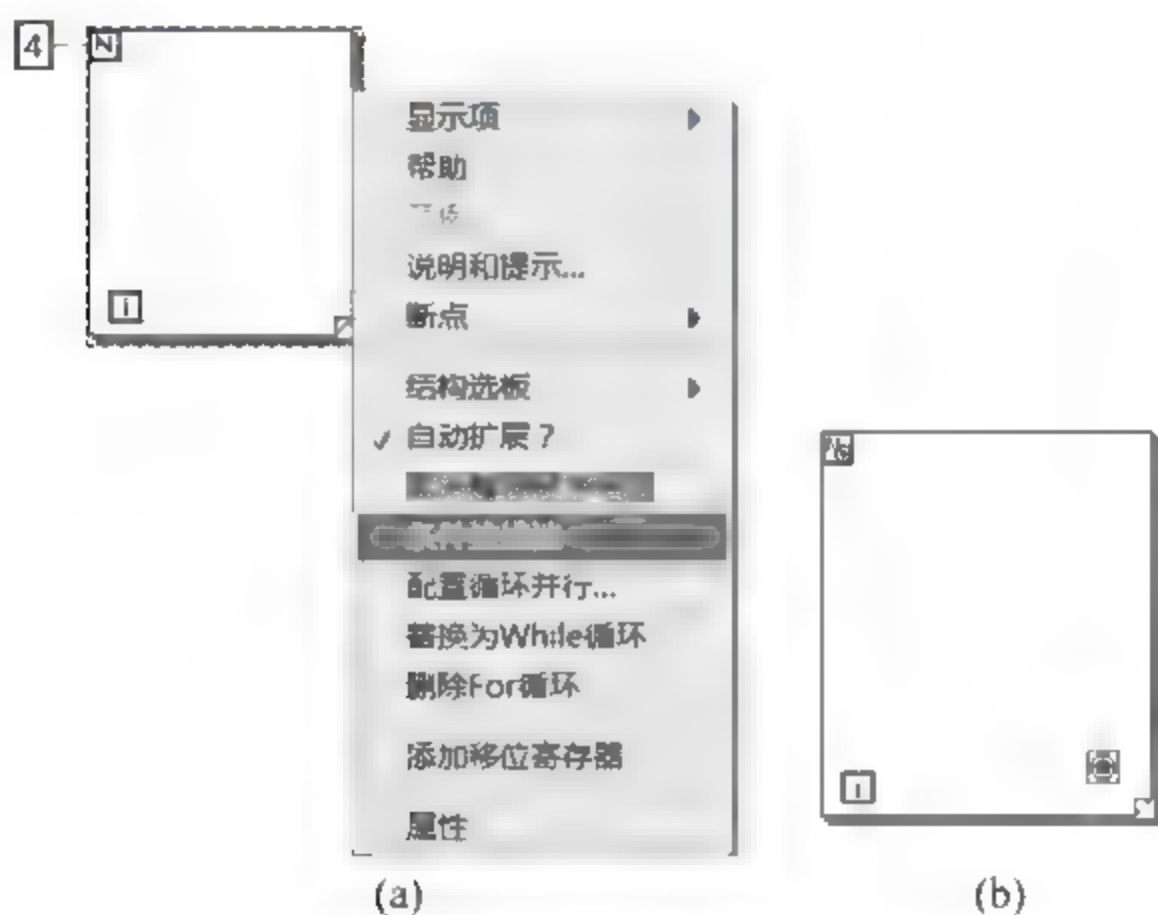 4
N
显示项
帮助
说明和提示...
断点
结构选板
自动扩展？
配置循环并行...
替换为While循环
删除For循环
添加移位寄存器
属性
i
i
(a)
(b)